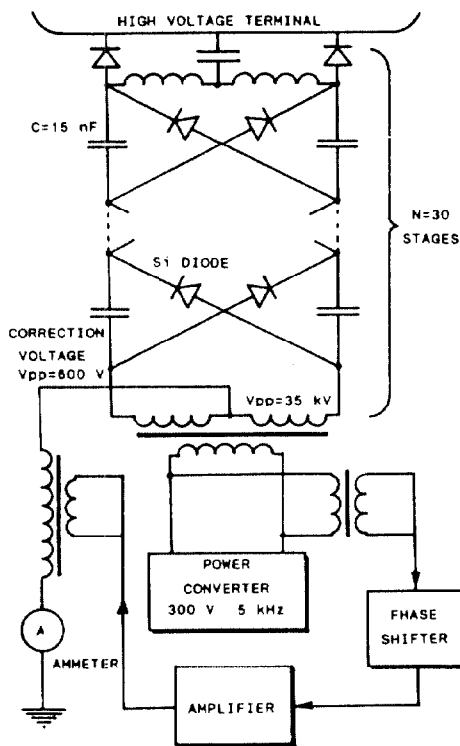 HIGH VOLTAGE TERMINAL
C=15 nF
N=30
STAGES
Si DIODE
CORRECTION
VOLTAGE
Vpp=600 V
Vpp=35 kV
POWER
CONVERTER
300 V 5 kHz
A
AMMETER
FHASE
SHIFTER
AMPLIFIER